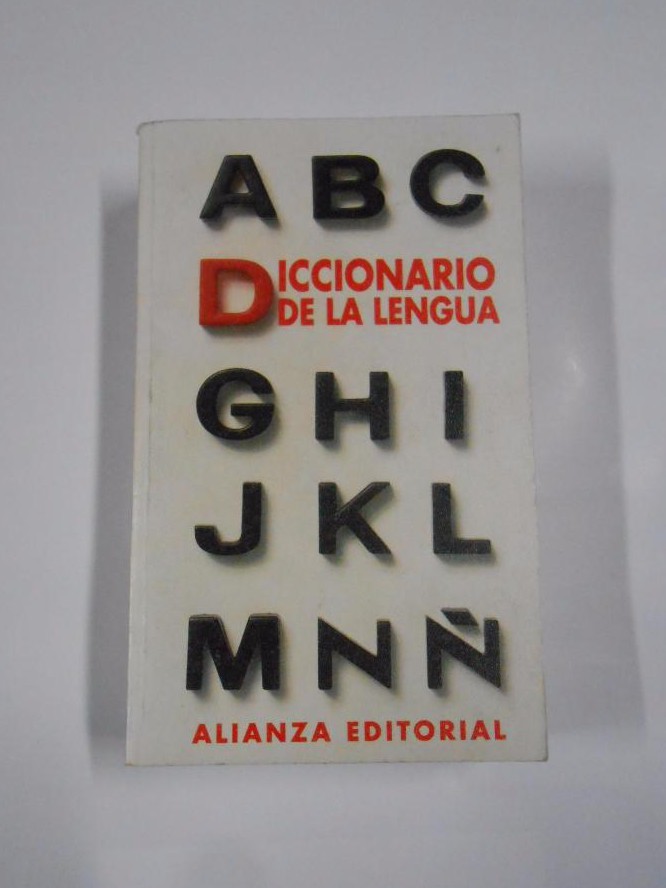 A B C
DICCIONARIO
DE LA LENGUA
G H I
J K L
M N Ñ
ALIANZA EDITORIAL